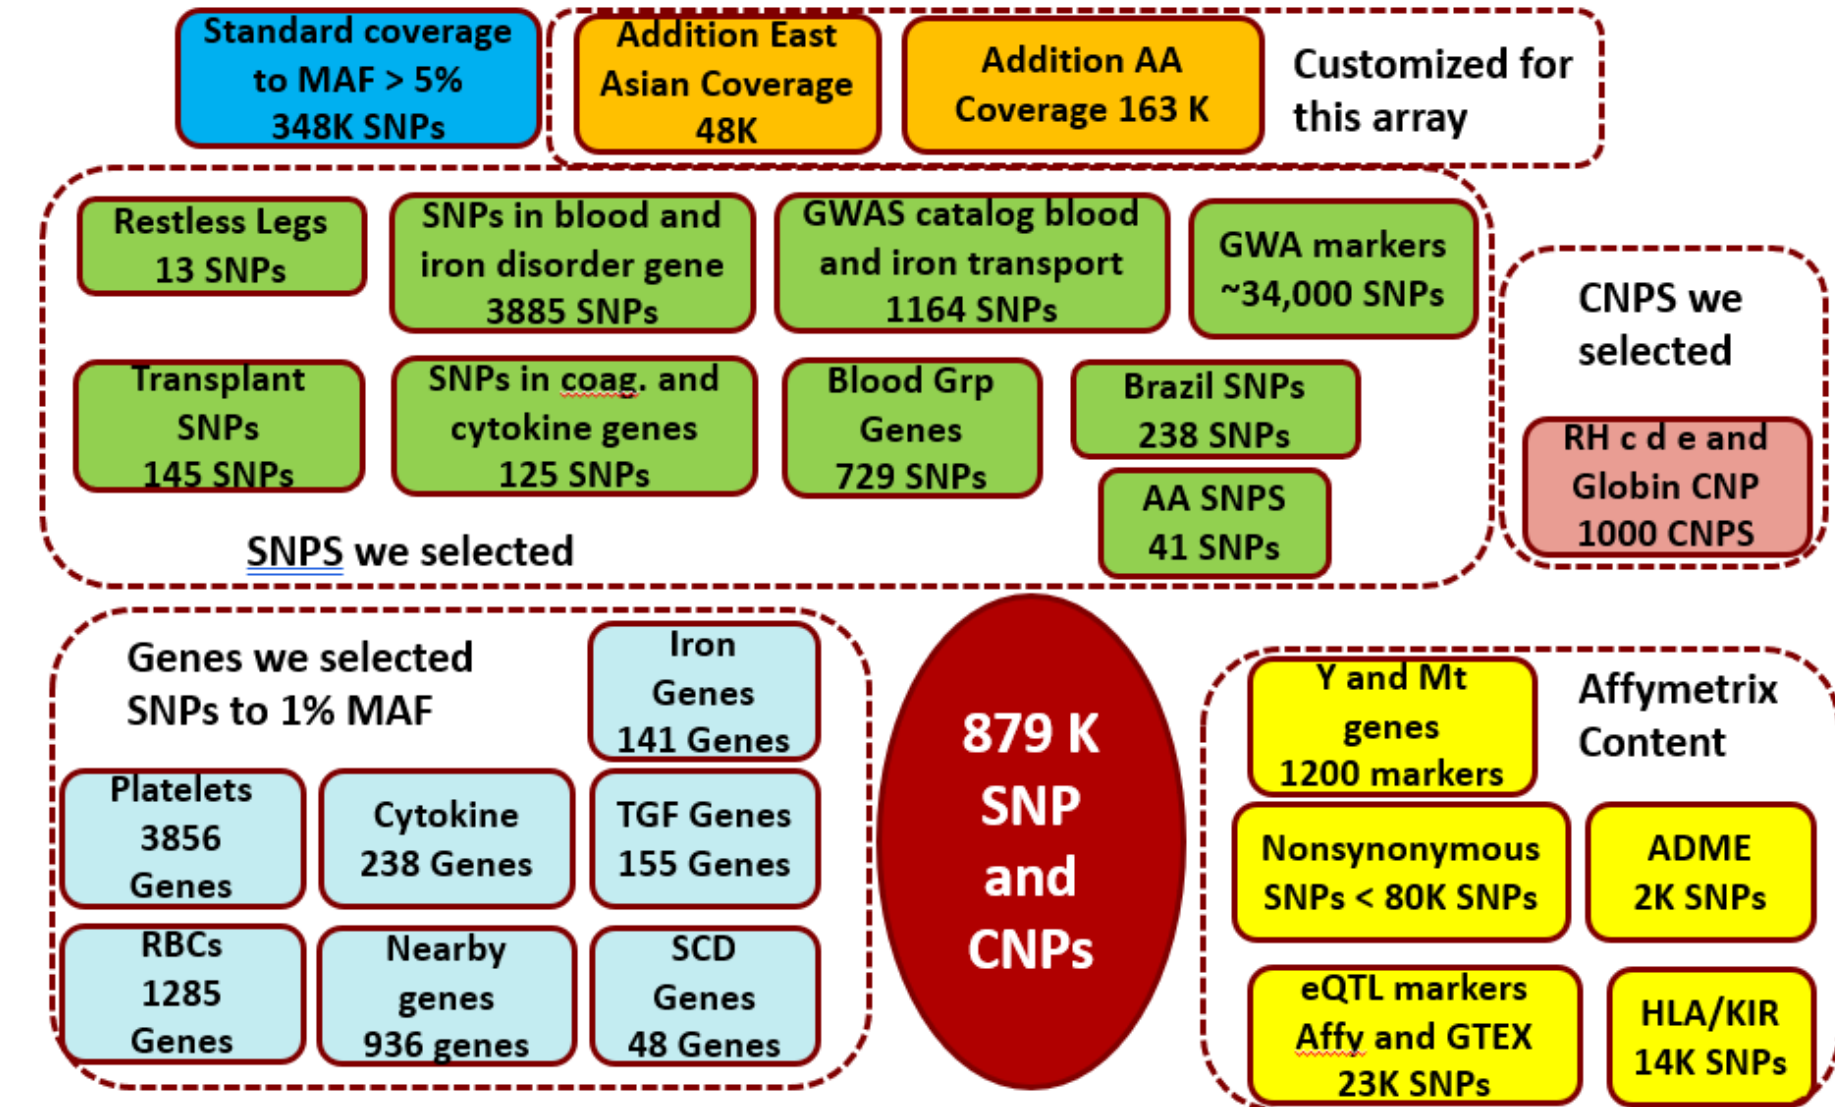 Standard coverage
to MAF > 5%
348K SNPs
Addition East
Asian Coverage
48K
Addition AA
Coverage 163 K
Customized for
this array
Restless Legs
13 SNPs
SNPs in blood and
iron disorder gene
3885 SNPs
GWAS catalog blood
and iron transport
1164 SNPs
GWA markers
~34,000 SNPs
Transplant
SNPs
145 SNPs
SNPs in coag. and
cytokine genes
125 SNPs
Blood Grp
Genes
729 SNPs
Brazil SNPs
238 SNPs
AA SNPS
41 SNPs
SNPS we selected
CNPS we
selected
RH c d e and
Globin CNP
1000 CNPS
Genes we selected
SNPs to 1% MAF
Iron
Genes
141 Genes
Platelets
3856
Genes
Cytokine
238 Genes
TGF Genes
155 Genes
RBCs
1285
Genes
Nearby
genes
936 genes
SCD
Genes
48 Genes
879 K
SNP
and
CNPs
Y and Mt
genes
1200 markers
Affymetrix
Content
Nonsynonymous
SNPs < 80K SNPs
ADME
2K SNPs
eQTL markers
Affy and GTEX
23K SNPs
HLA/KIR
14K SNPs